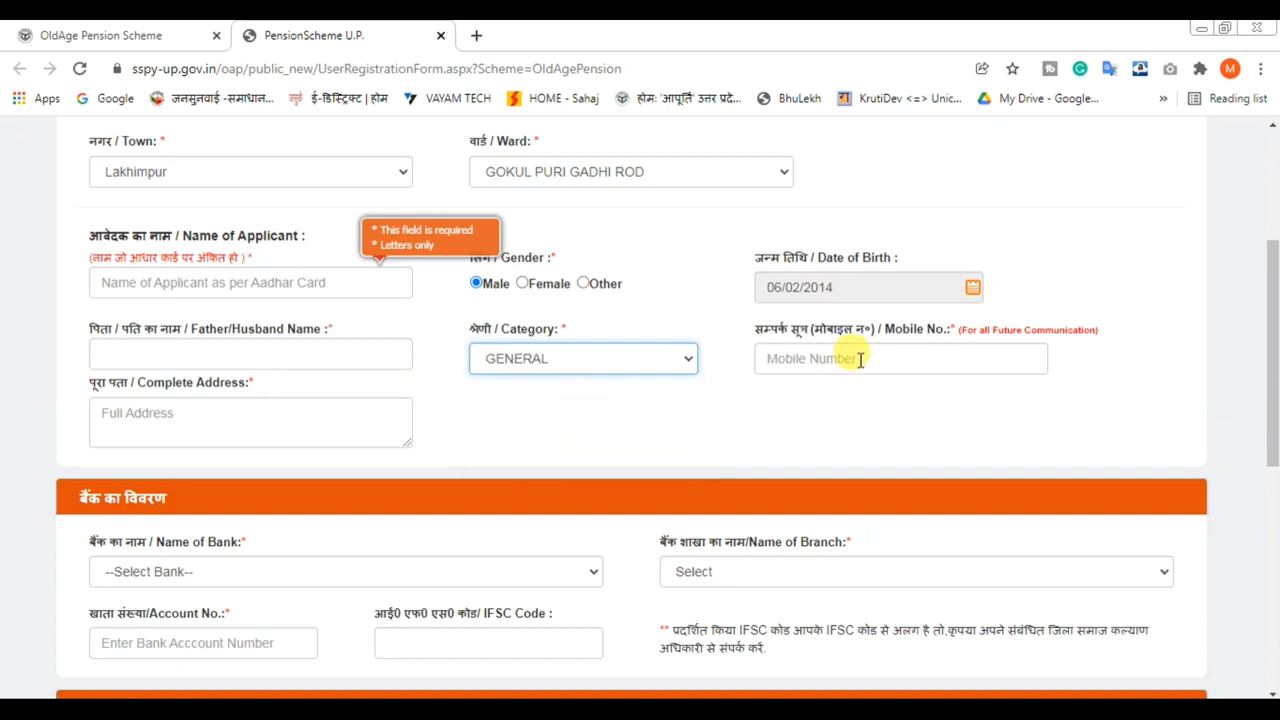 OldAge Pension Scheme
PensionScheme U.P.
sspy-up.gov.in/oap/public_new/UserRegistrationForm.aspx?Scheme=OldAgePension
M
Apps
Google
जनसुनवाई -समाधान...
ई-डिस्ट्रिक्ट | होम
VAYAM TECH
HOME - Sahaj
होम: 'आपूर्ति' उत्तर प्रदे...
BhuLekh
KrutiDev <=> Unic...
My Drive - Google...
»
Reading list
नगर / Town: *
वार्ड / Ward: *
Lakhimpur
GOKUL PURI GADHI ROD
* This field is required
* Letters only
आबेदक का नाम / Name of Applicant :
(नाम जो आधार कार्ड पर अंकित हो ) *
लिंग / Gender :*
जन्म तिथि / Date of Birth :
Name of Applicant as per Aadhar Card
Male Female Other
06/02/2014
पिता / पति का नाम / Father/Husband Name :*
श्रेणी / Category: *
सम्पर्क सूत्र (मोबाइल न०) / Mobile No.:* (For all Future Communication)
GENERAL
Mobile Number
पूरा पता / Complete Address:*
Full Address
बैंक का विवरण
बैंक का नाम / Name of Bank:*
बैंक शाखा का नाम/Name of Branch:*
--Select Bank--
Select
खाता संख्या/Account No.:*
आई0 एफ0 एस0 कोड/ IFSC Code :
Enter Bank Acccount Number
** प्रदर्शित किया IFSC कोड आपके IFSC कोड से अलग है तो,कृपया अपने संबंधित जिला समाज कल्याण
अधिकारी से संपर्क करें.